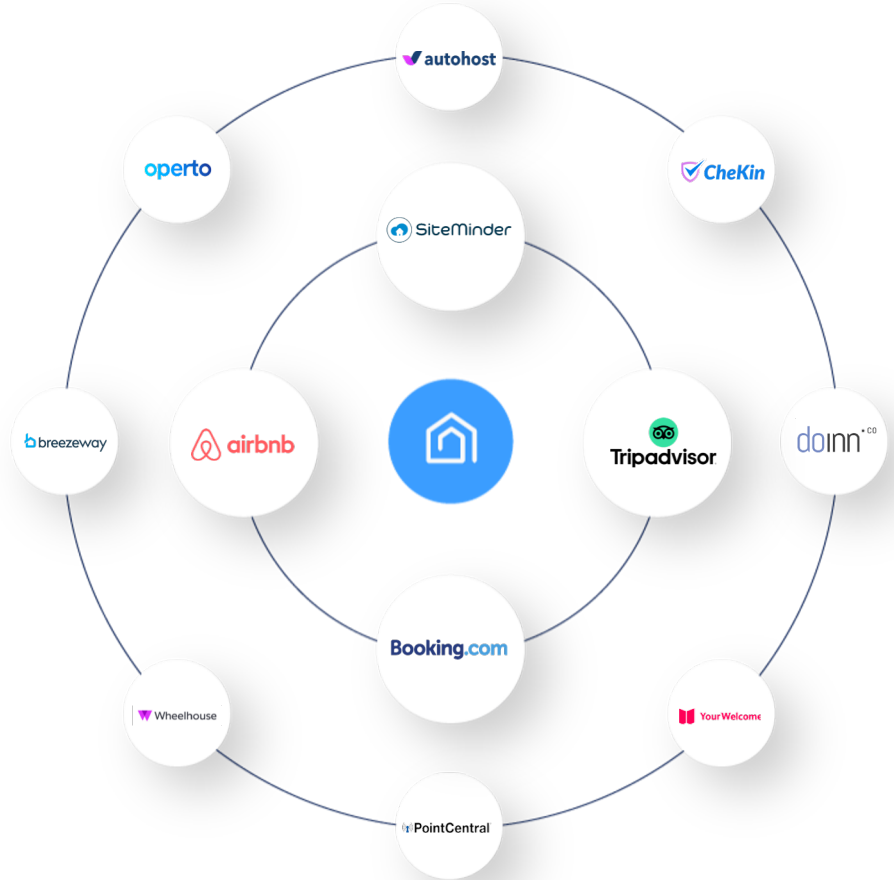 autohost
operto
CheKin
SiteMinder
breezeway
airbnb
Tripadvisor
doinn.co
Booking.com
Wheelhouse
YourWelcome
PointCentral